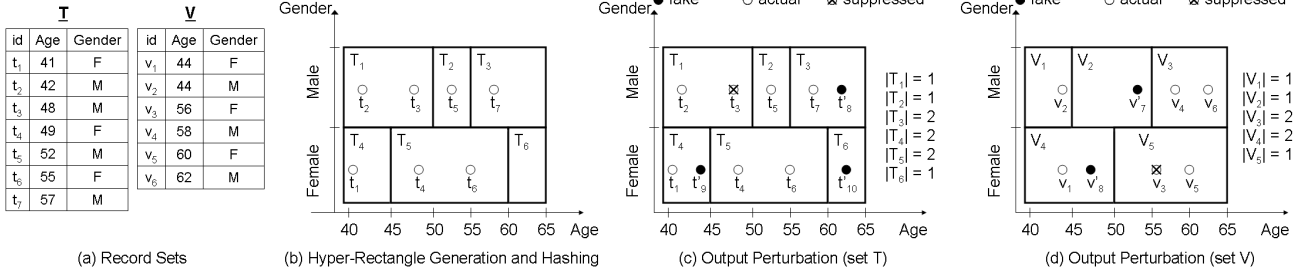 T
id Age Gender
t1 41 F
t2 42 M
t3 48 M
t4 49 F
t5 52 M
t6 55 F
t7 57 M
V
id Age Gender
v1 44 F
v2 44 M
v3 56 F
v4 58 M
v5 60 F
v6 62 M
(a) Record Sets
Gender
Male
Female
T1 T2 T3
t2 t3 t5 t7
T4 T5 T6
t1 t4 t6
40 45 50 55 60 65 Age
(b) Hyper-Rectangle Generation and Hashing
fake actual suppressed
Gender
Male
Female
T1 T2 T3
t2 t3 t5 t7 t'8
T4 T5 T6
t1 t'9 t4 t6 t'10
|T1| = 1
|T2| = 1
|T3| = 2
|T4| = 2
|T5| = 2
|T6| = 1
40 45 50 55 60 65 Age
(c) Output Perturbation (set T)
fake actual suppressed
Gender
Male
Female
V1 V2 V3
v2 v'7 v4 v6
V4 V5
v1 v'8 v3 v5
|V1| = 1
|V2| = 1
|V3| = 2
|V4| = 2
|V5| = 1
40 45 50 55 60 65 Age
(d) Output Perturbation (set V)